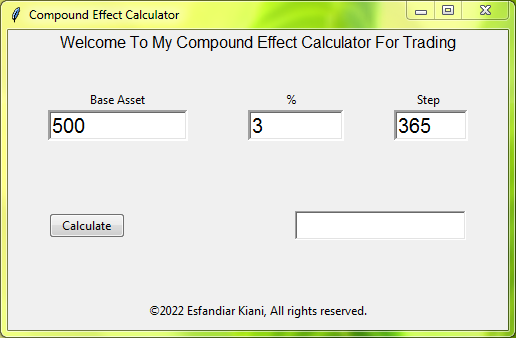 Compound Effect Calculator
Welcome To My Compound Effect Calculator For Trading
Base Asset % Step
500 3 365
Calculate
©2022 Esfandiar Kiani, All rights reserved.